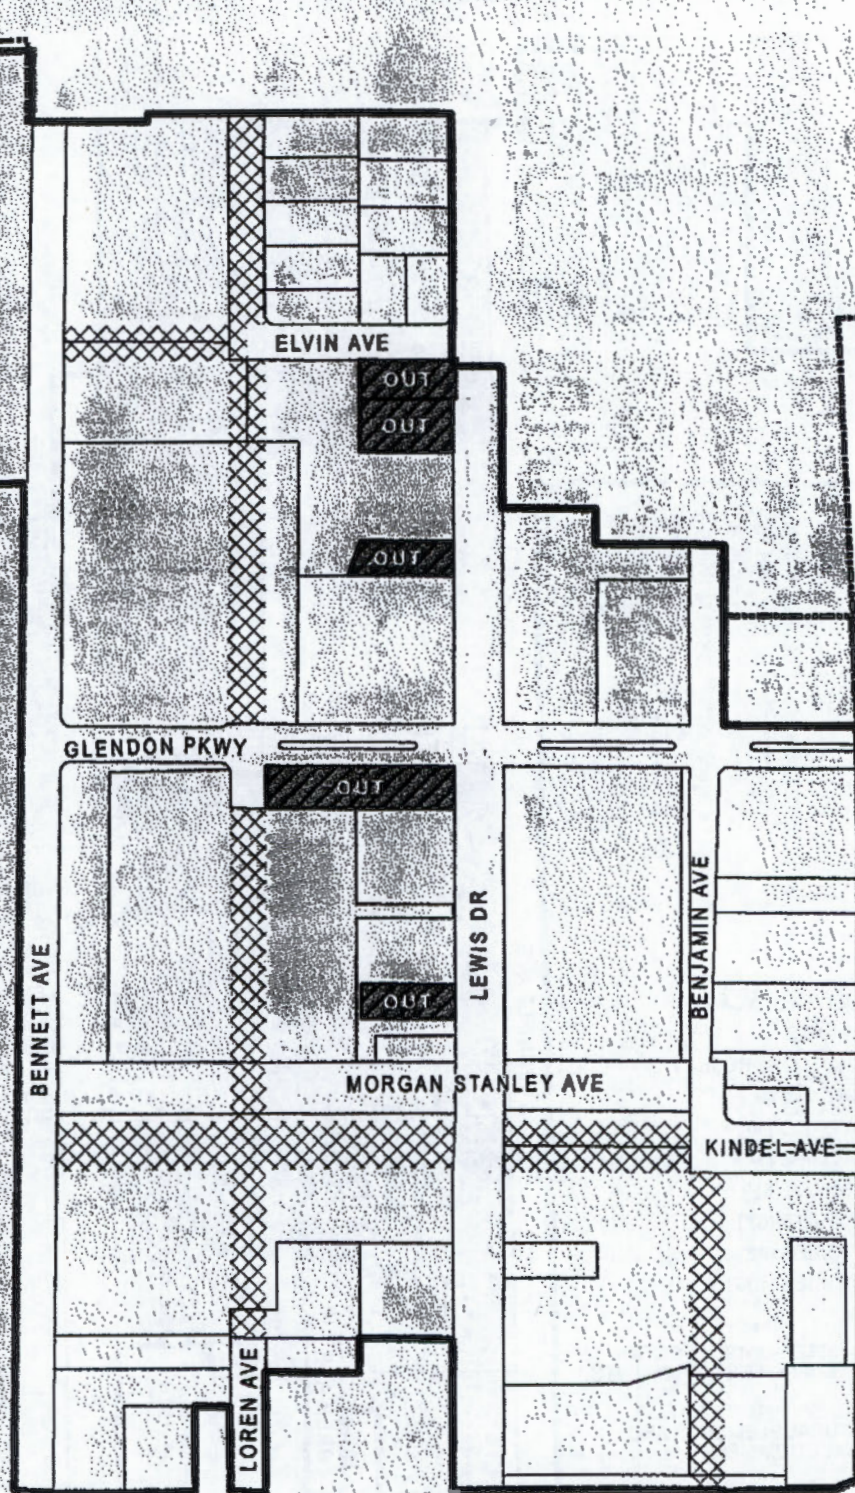 ELVIN AVE
OUT
OUT
OUT
GLENDON PKWY
OUT
BENNETT AVE
LEWIS DR
BENJAMIN AVE
OUT
MORGAN STANLEY AVE
KINDEL AVE
LOREN AVE